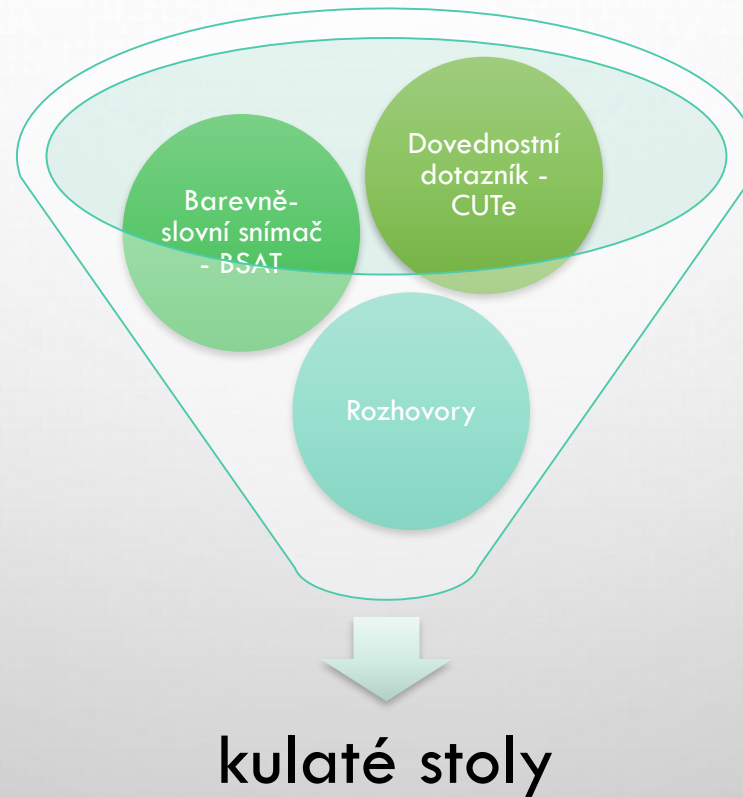 Dovednostní
dotazník -
CUTe
Barevně-
slovní snímač
- BSAT
Rozhovory
kulaté stoly